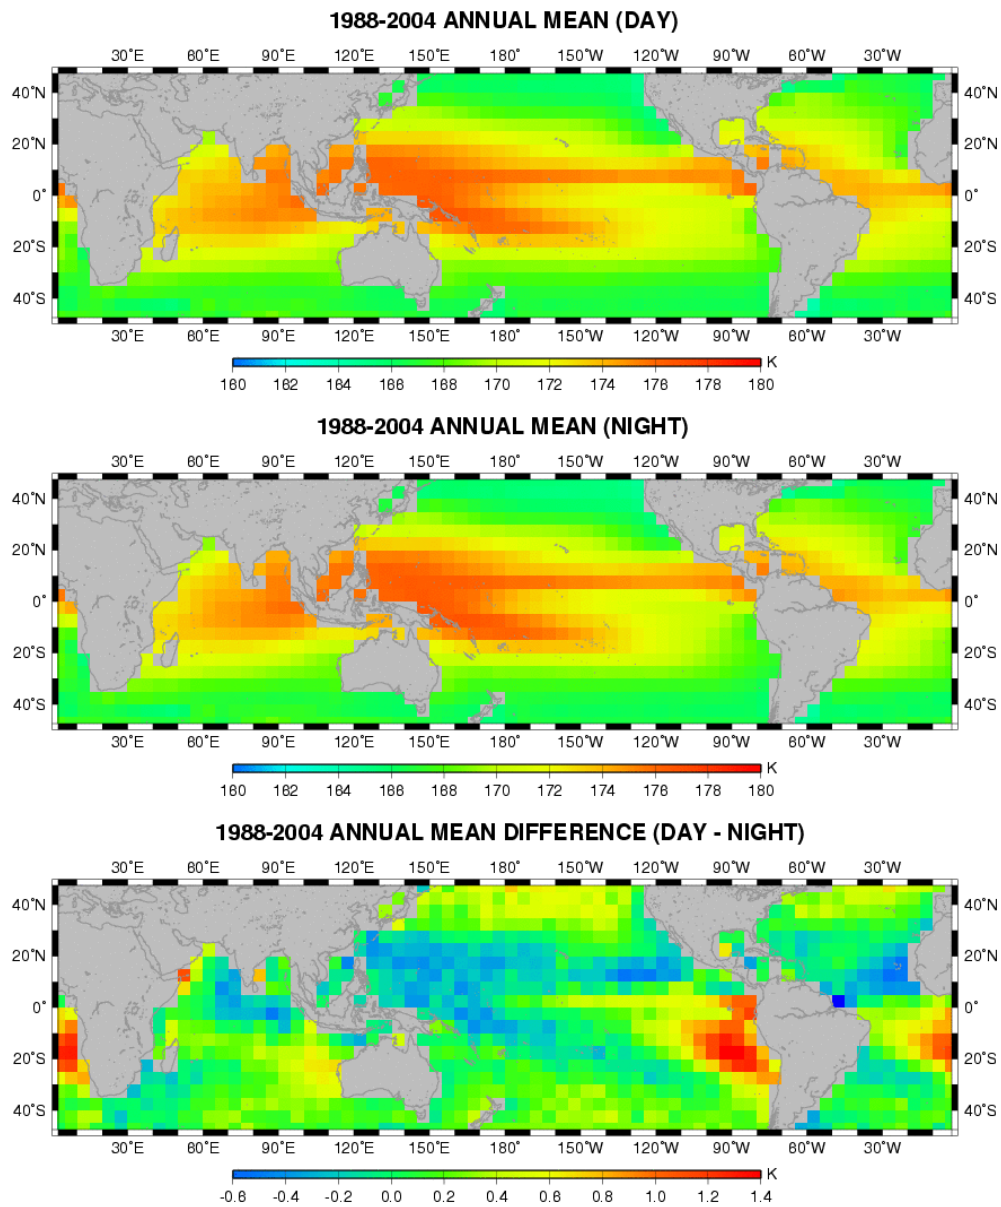 1988-2004 ANNUAL MEAN (DAY)
30˚E 60˚E 90˚E 120˚E 150˚E 180˚ 150˚W 120˚W 90˚W 60˚W 30˚W
40˚N 40˚N
20˚N 20˚N
0˚ 0˚
20˚S 20˚S
40˚S 40˚S
30˚E 60˚E 90˚E 120˚E 150˚E 180˚ 150˚W 120˚W 90˚W 60˚W 30˚W
K
160 162 164 166 168 170 172 174 176 178 180
1988-2004 ANNUAL MEAN (NIGHT)
30˚E 60˚E 90˚E 120˚E 150˚E 180˚ 150˚W 120˚W 90˚W 60˚W 30˚W
40˚N 40˚N
20˚N 20˚N
0˚ 0˚
20˚S 20˚S
40˚S 40˚S
30˚E 60˚E 90˚E 120˚E 150˚E 180˚ 150˚W 120˚W 90˚W 60˚W 30˚W
K
160 162 164 166 168 170 172 174 176 178 180
1988-2004 ANNUAL MEAN DIFFERENCE (DAY - NIGHT)
30˚E 60˚E 90˚E 120˚E 150˚E 180˚ 150˚W 120˚W 90˚W 60˚W 30˚W
40˚N 40˚N
20˚N 20˚N
0˚ 0˚
20˚S 20˚S
40˚S 40˚S
30˚E 60˚E 90˚E 120˚E 150˚E 180˚ 150˚W 120˚W 90˚W 60˚W 30˚W
K
-0.6 -0.4 -0.2 0.0 0.2 0.4 0.6 0.8 1.0 1.2 1.4